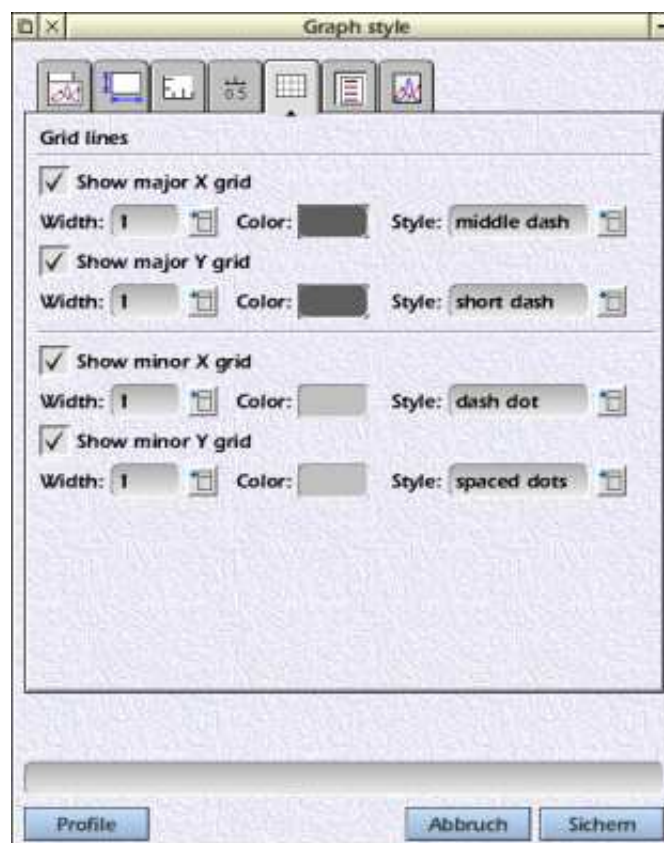 Graph style
0.5
Grid lines
Show major X grid
Width: 1 Color: Style: middle dash
Show major Y grid
Width: 1 Color: Style: short dash
Show minor X grid
Width: 1 Color: Style: dash dot
Show minor Y grid
Width: 1 Color: Style: spaced dots
Profile Abbruch Sichern